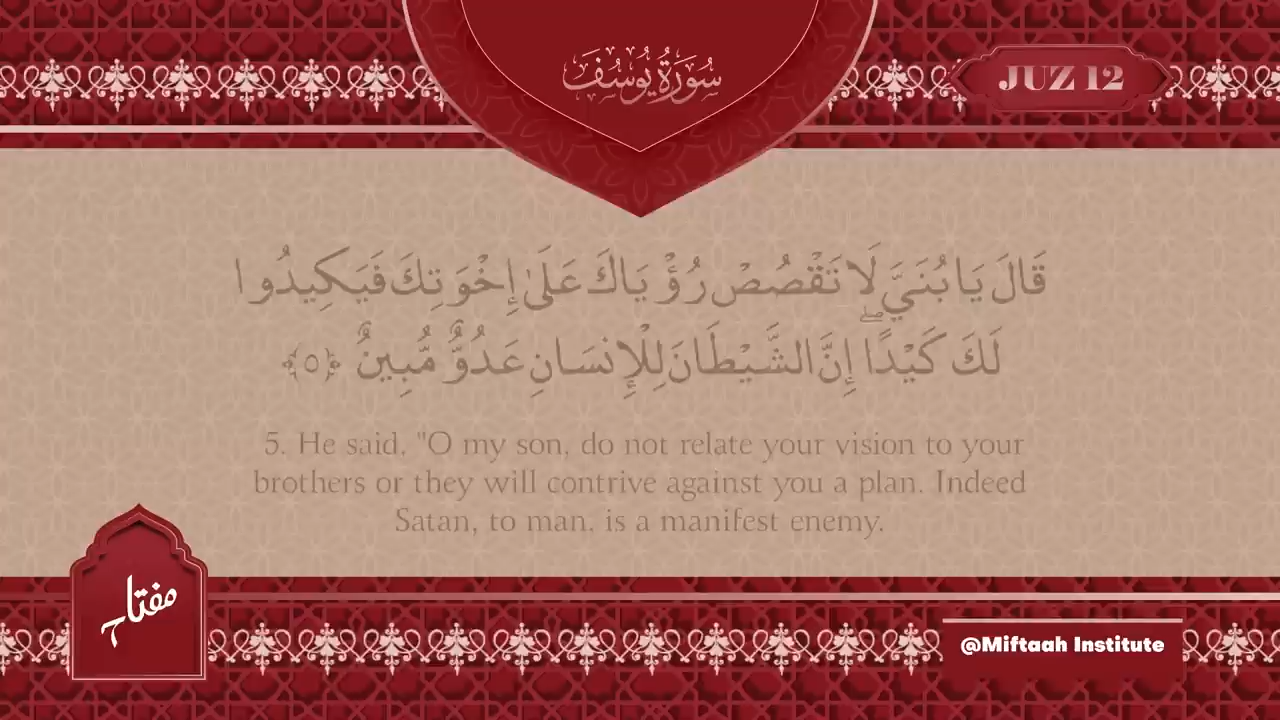 سُورَةُ يُوسُفَ
JUZ 12
قَالَ يَا بُنَيَّ لَا تَقْصُصْ رُؤْيَاكَ عَلَىٰ إِخْوَتِكَ فَيَكِيدُوا
لَكَ كَيْدًا ۖ إِنَّ الشَّيْطَانَ لِلْإِنسَانِ عَدُوٌّ مُّبِينٌ ﴿٥﴾
5. He said, "O my son, do not relate your vision to your
brothers or they will contrive against you a plan. Indeed
Satan, to man, is a manifest enemy.
مفتاح
@Miftaah Institute